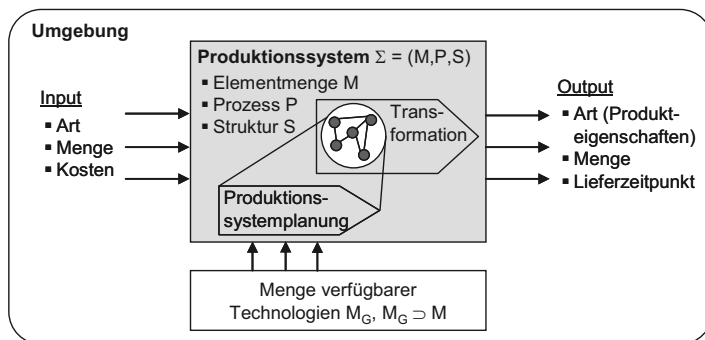 Umgebung
Produktionssystem Σ = (M,P,S)
▪ Elementmenge M
▪ Prozess P
▪ Struktur S
Trans-
formation
Produktions-
systemplanung
Input
▪ Art
▪ Menge
▪ Kosten
Output
▪ Art (Produkt-
eigenschaften)
▪ Menge
▪ Lieferzeitpunkt
Menge verfügbarer
Technologien M_G, M_G ⊃ M